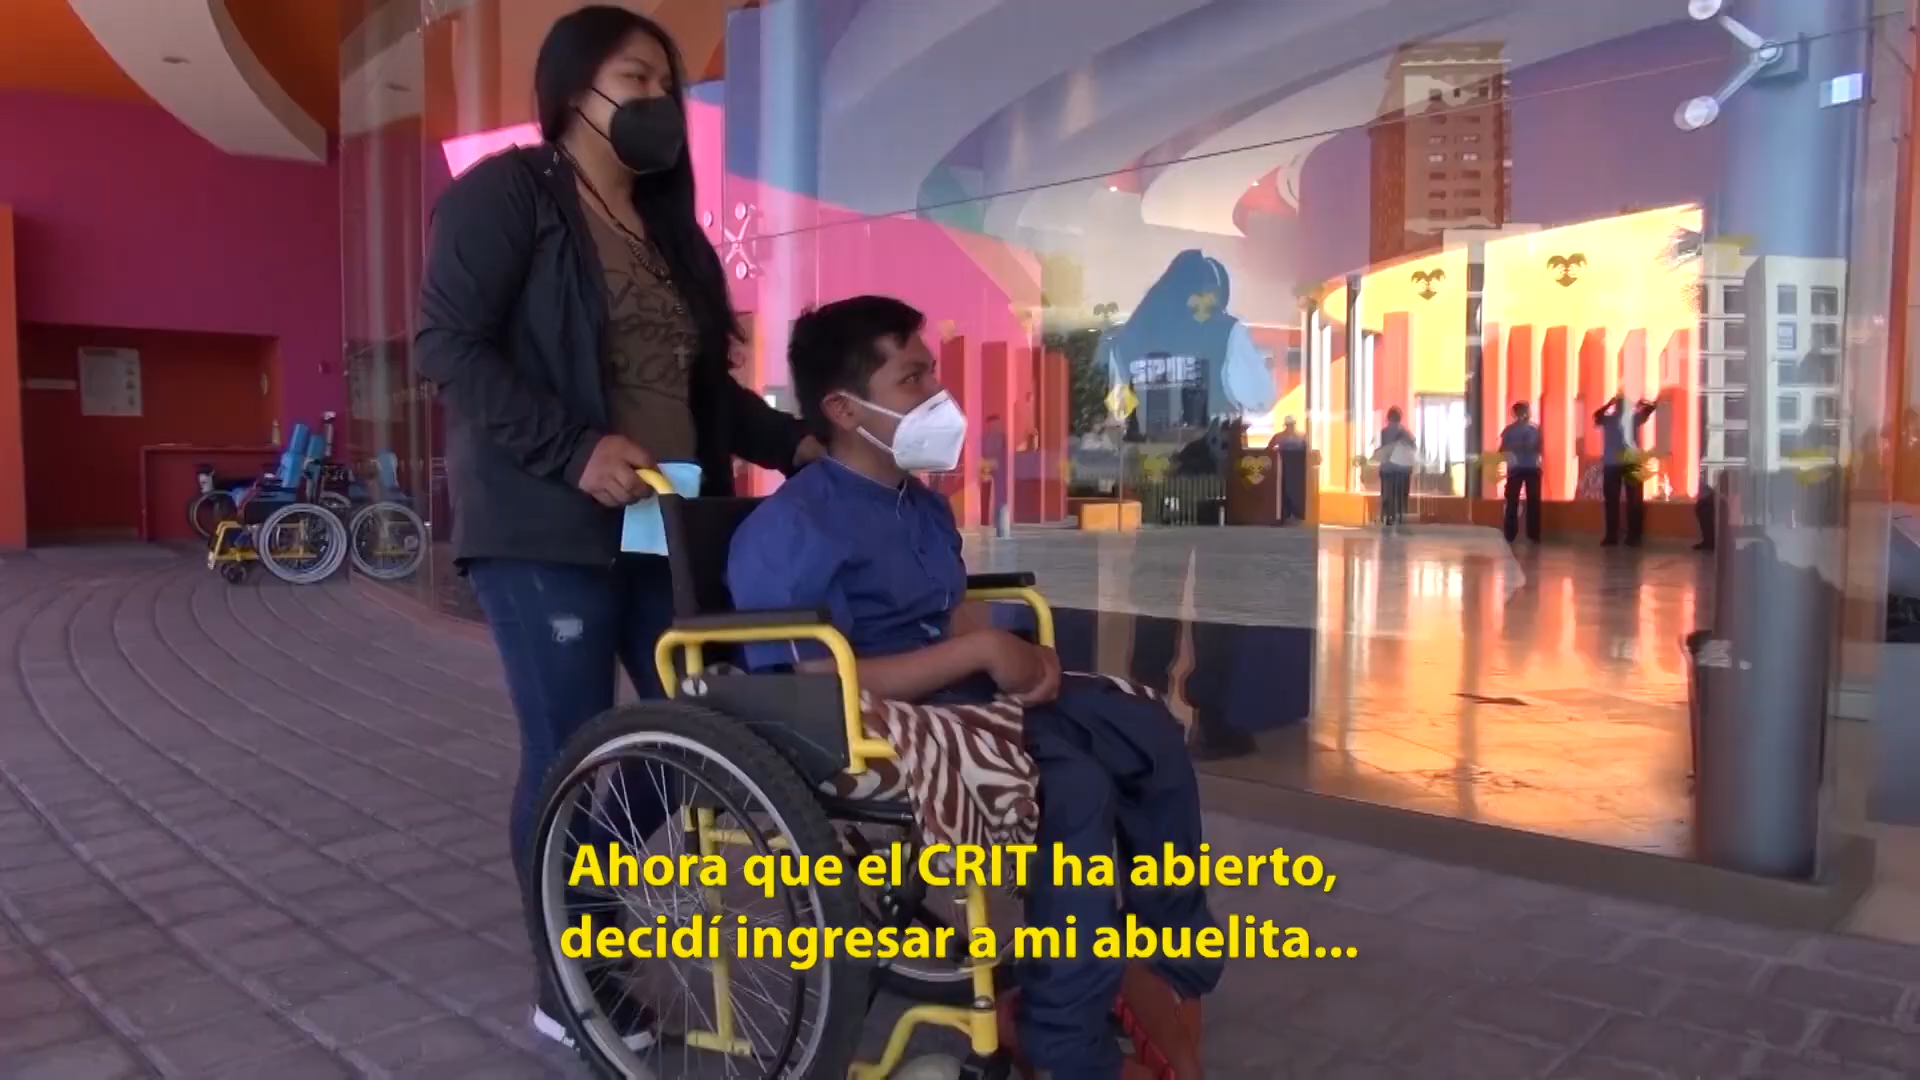 Ahora que el CRIT ha abierto,
decidí ingresar a mi abuelita...